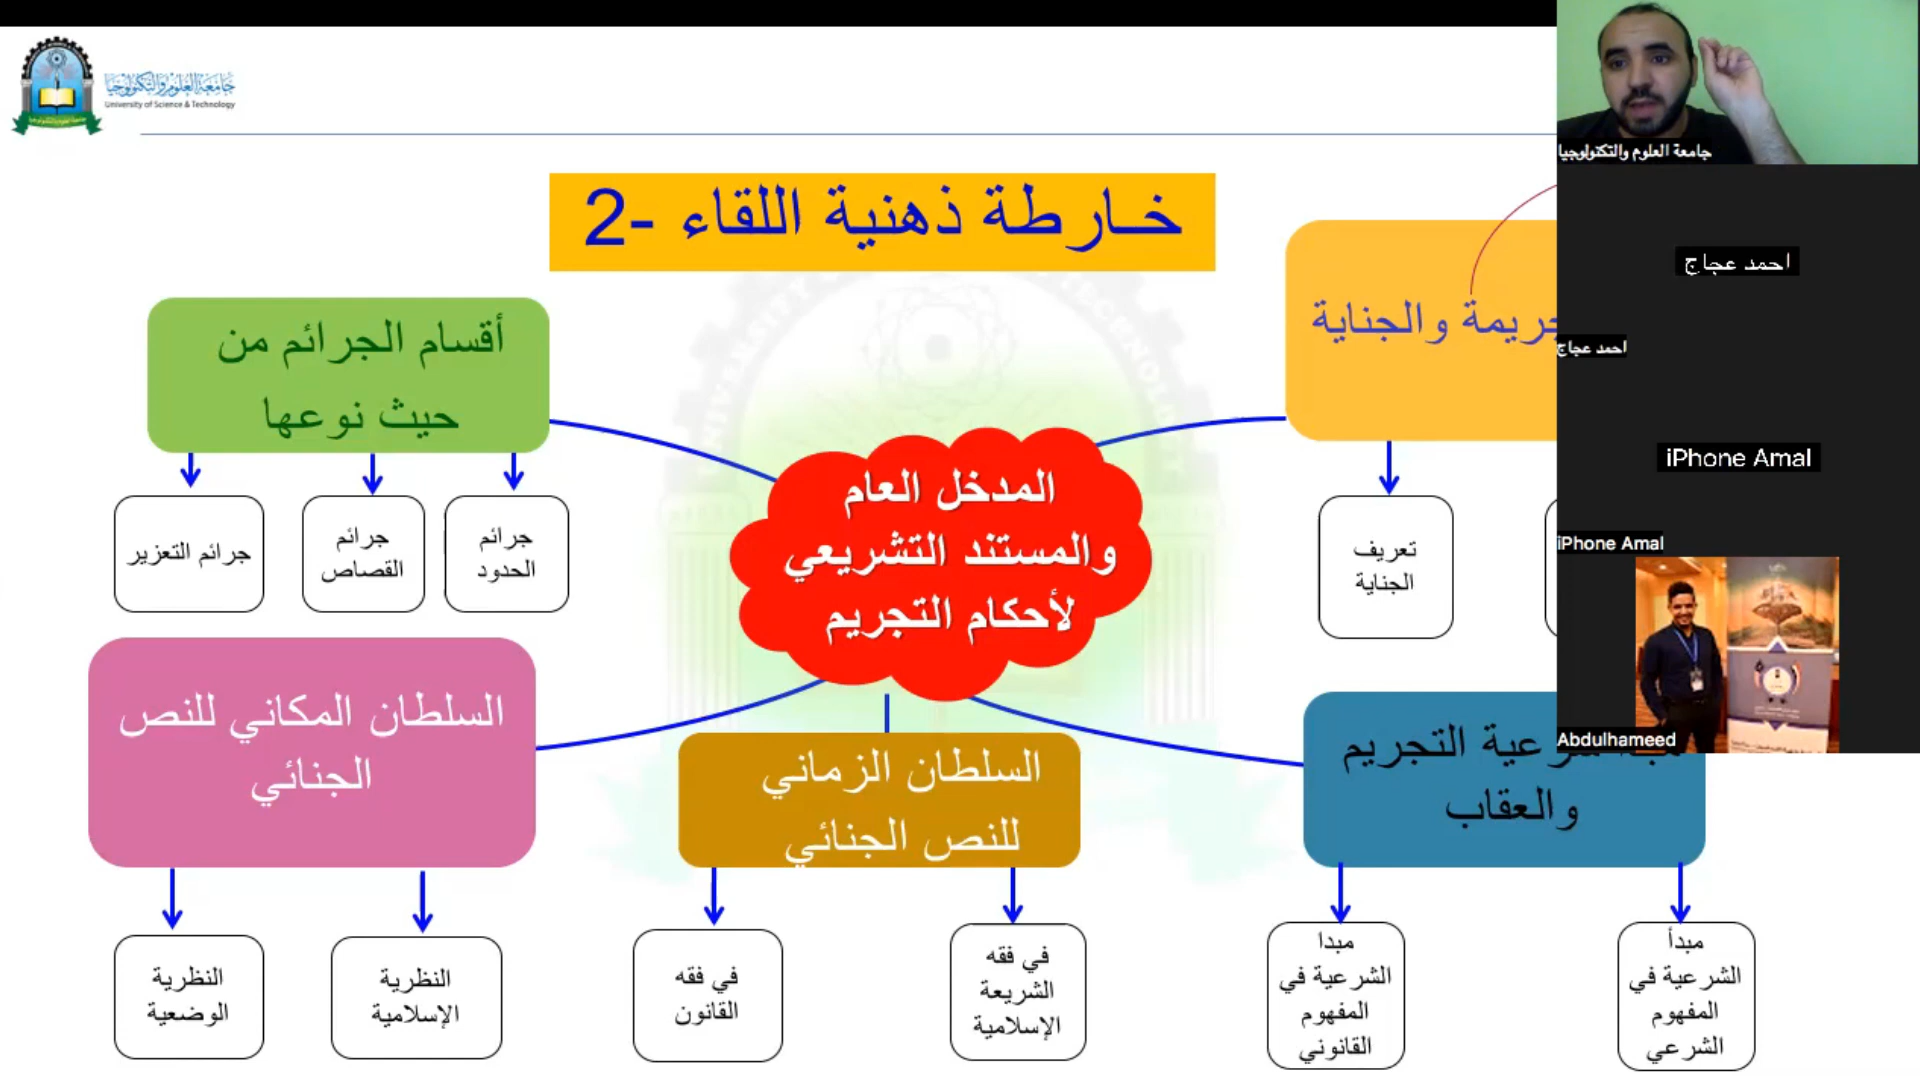 جامعة العلوم والتكنولوجيا
University of Science & Technology
خارطة ذهنية اللقاء -2
والجناية
تعريف
الجناية
أقسام الجرائم من
حيث نوعها
جرائم
الحدود
جرائم
القصاص
جرائم التعزير
المدخل العام
والمستند التشريعي
لأحكام التجريم
التجريم
والعقاب
مبدأ
الشرعية في
المفهوم
الشرعي
مبدا
الشرعية في
المفهوم
القانوني
السلطان الزماني
للنص الجنائي
في فقه
الشريعة
الإسلامية
في فقه
القانون
السلطان المكاني للنص
الجنائي
النظرية
الإسلامية
النظرية
الوضعية
جامعة العلوم والتكنولوجيا
احمد عجاج
احمد عجاج
iPhone Amal
iPhone Amal
Abdulhameed